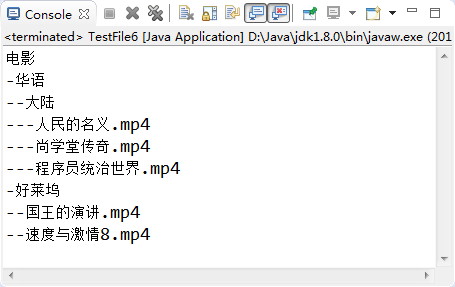 Console
<terminated> TestFile6 [Java Application] D:\Java\jdk1.8.0\bin\javaw.exe (201
电影
-华语
--大陆
---人民的名义.mp4
---尚学堂传奇.mp4
---程序员统治世界.mp4
-好莱坞
--国王的演讲.mp4
--速度与激情8.mp4